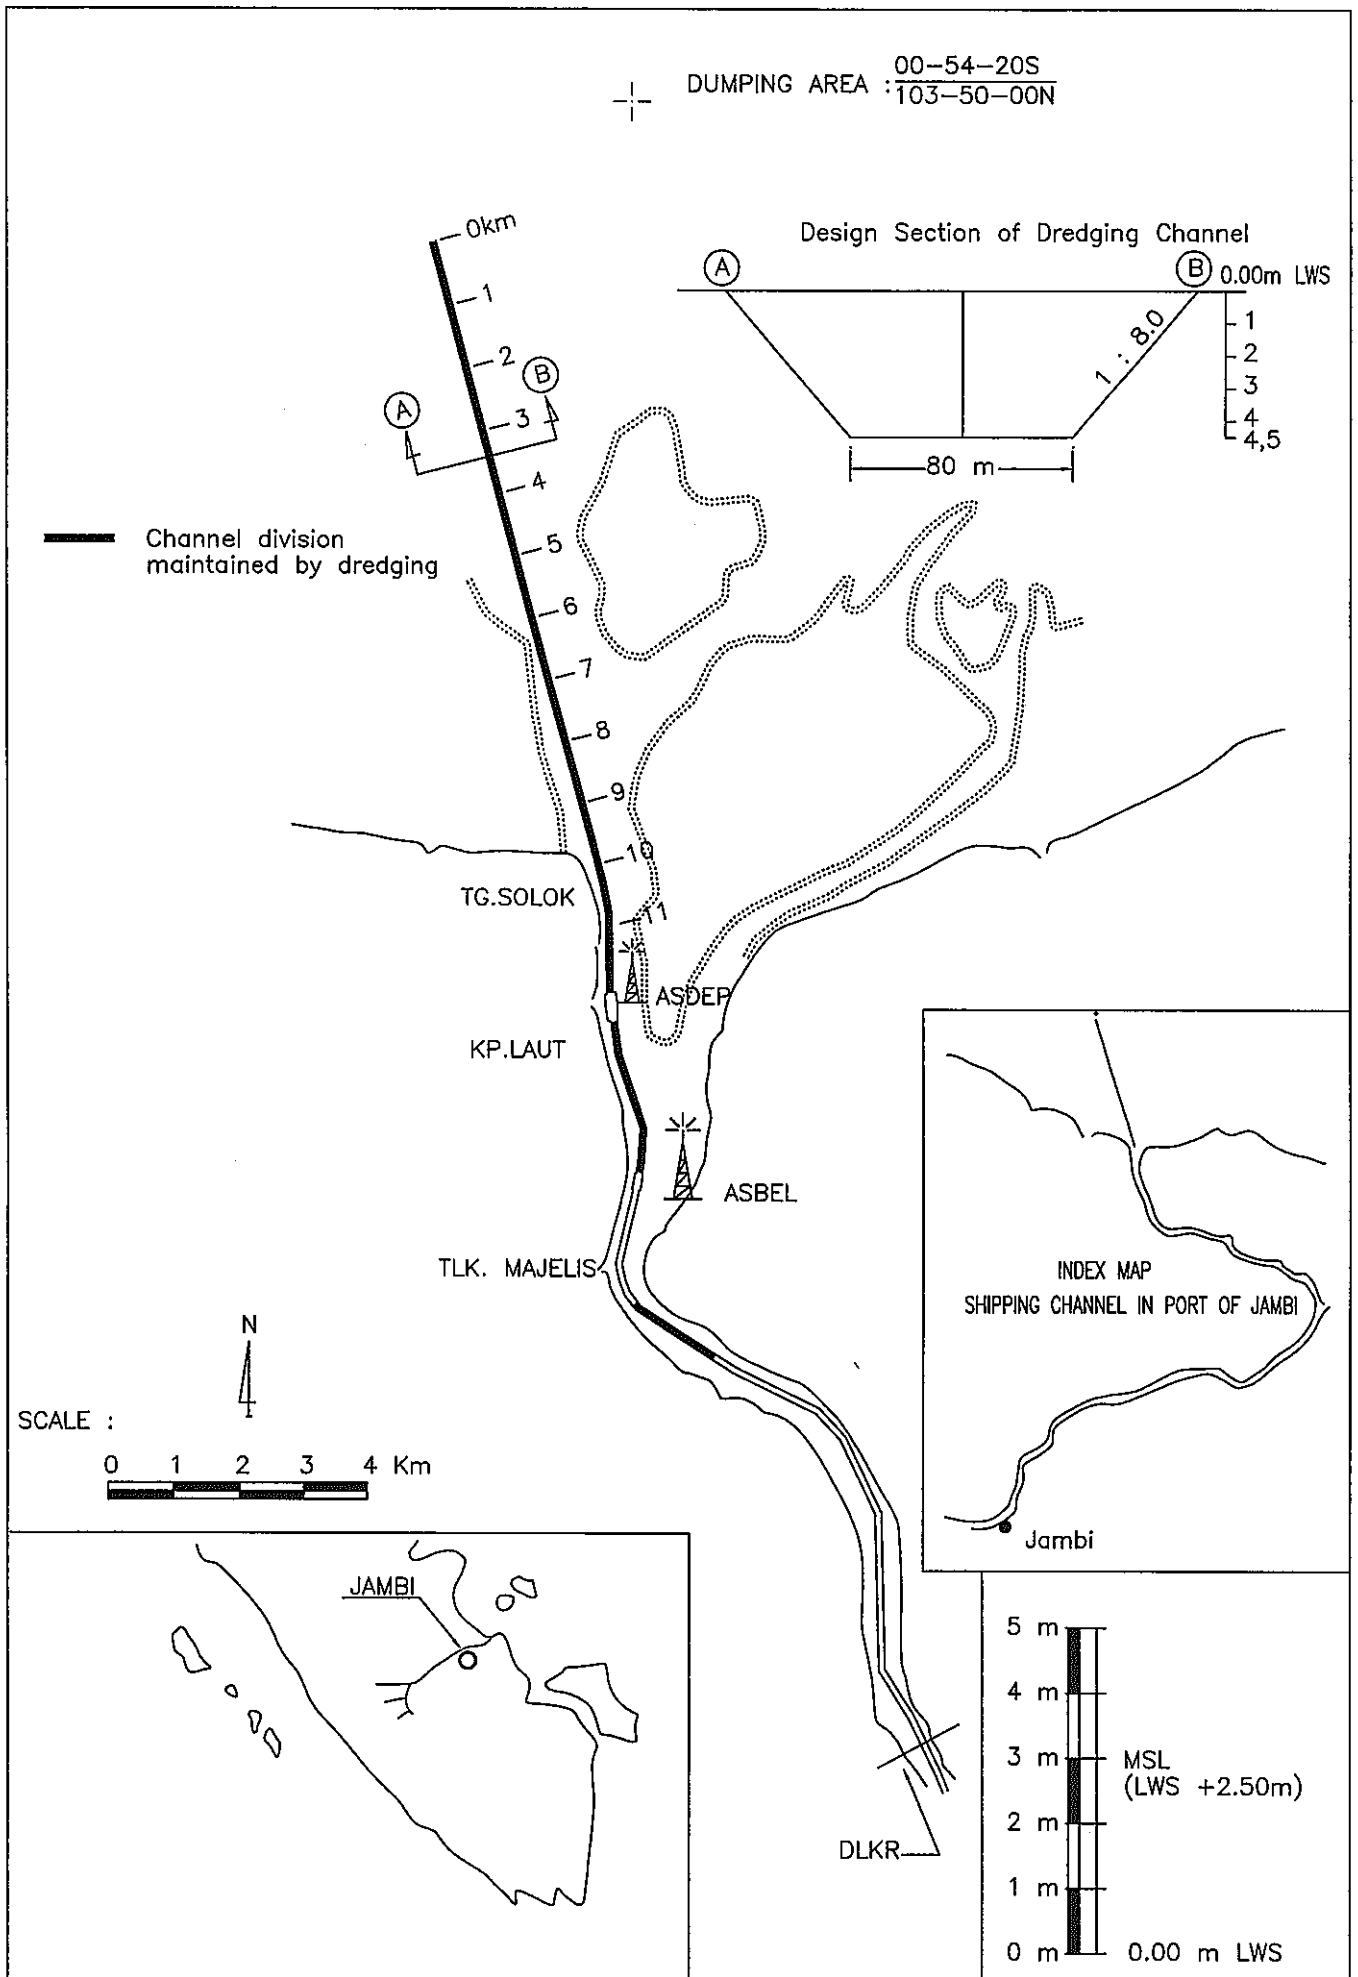 DUMPING AREA : 00-54-20S
103-50-00N
0km
1
2
3
4
5
6
7
8
9
10
11
A
B
Design Section of Dredging Channel
A
B
0.00m LWS
1
2
3
4
4,5
1 : 8.0
80 m
Channel division
maintained by dredging
TG.SOLOK
ASDEP
KP.LAUT
ASBEL
TLK. MAJELIS
INDEX MAP
SHIPPING CHANNEL IN PORT OF JAMBI
Jambi
N
SCALE :
0 1 2 3 4 Km
JAMBI
DLKR
5 m
4 m
3 m
MSL
(LWS +2.50m)
2 m
1 m
0 m
0.00 m LWS